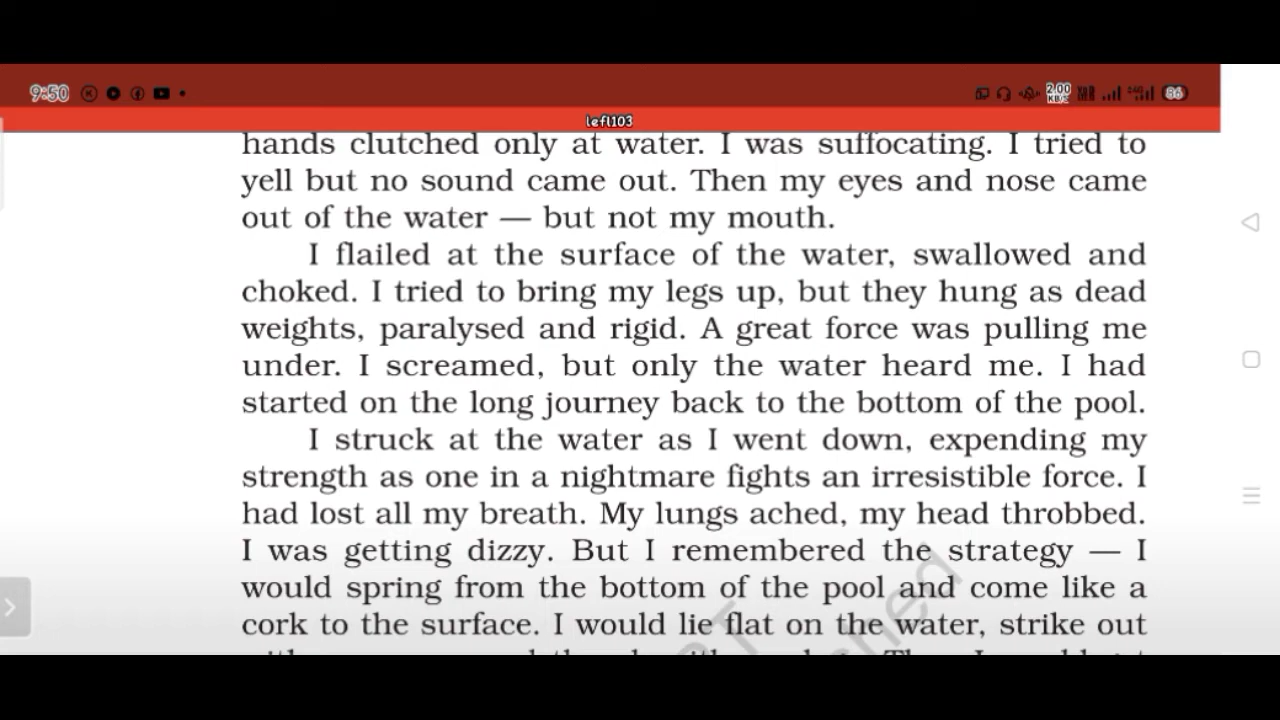 9:50 2.00 KB/S 86
lefl103
hands clutched only at water. I was suffocating. I tried to
yell but no sound came out. Then my eyes and nose came
out of the water — but not my mouth.
I flailed at the surface of the water, swallowed and
choked. I tried to bring my legs up, but they hung as dead
weights, paralysed and rigid. A great force was pulling me
under. I screamed, but only the water heard me. I had
started on the long journey back to the bottom of the pool.
I struck at the water as I went down, expending my
strength as one in a nightmare fights an irresistible force. I
had lost all my breath. My lungs ached, my head throbbed.
I was getting dizzy. But I remembered the strategy — I
would spring from the bottom of the pool and come like a
cork to the surface. I would lie flat on the water, strike out